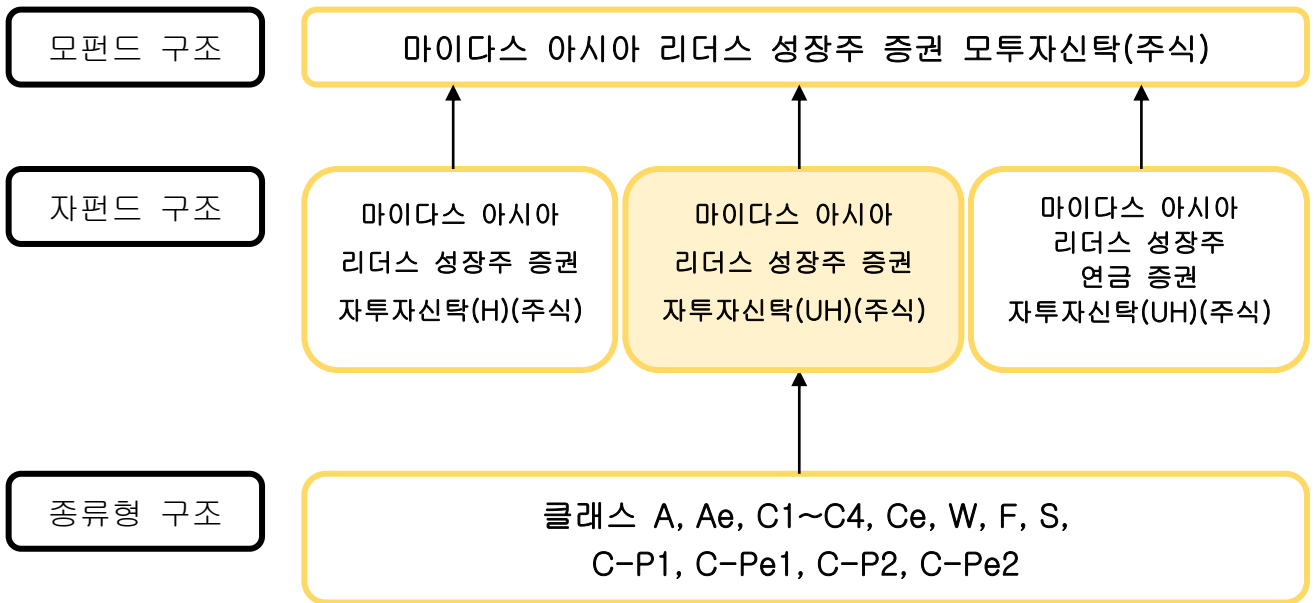 모펀드 구조
마이다스 아시아 리더스 성장주 증권 모투자신탁(주식)
자펀드 구조
마이다스 아시아
리더스 성장주 증권
자투자신탁(H)(주식)
마이다스 아시아
리더스 성장주 증권
자투자신탁(UH)(주식)
마이다스 아시아
리더스 성장주
연금 증권
자투자신탁(UH)(주식)
종류형 구조
클래스 A, Ae, C1~C4, Ce, W, F, S,
C-P1, C-Pe1, C-P2, C-Pe2